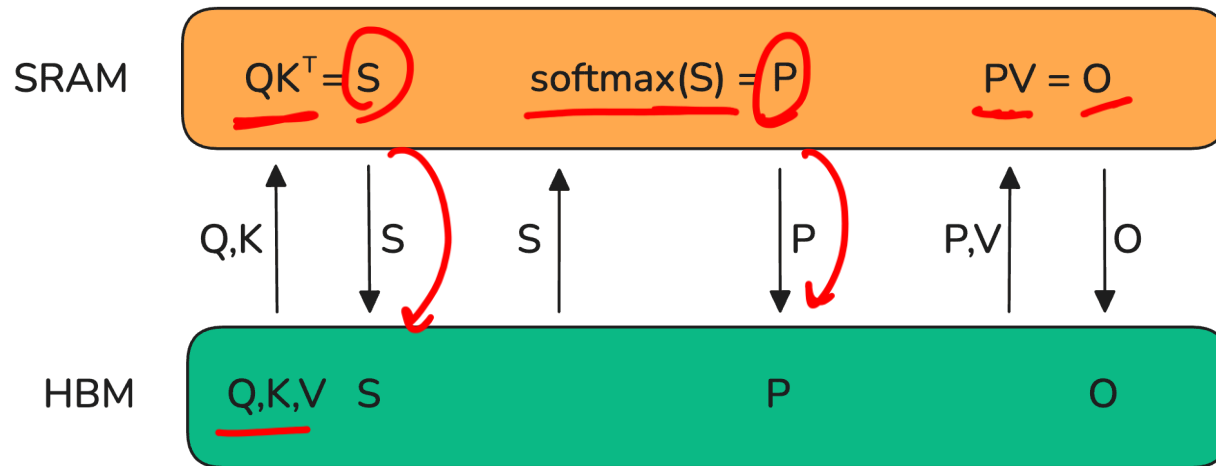 SRAM
QKᵀ = S
softmax(S) = P
PV = O
Q,K
S
S
P
P,V
O
HBM
Q,K,V
S
P
O